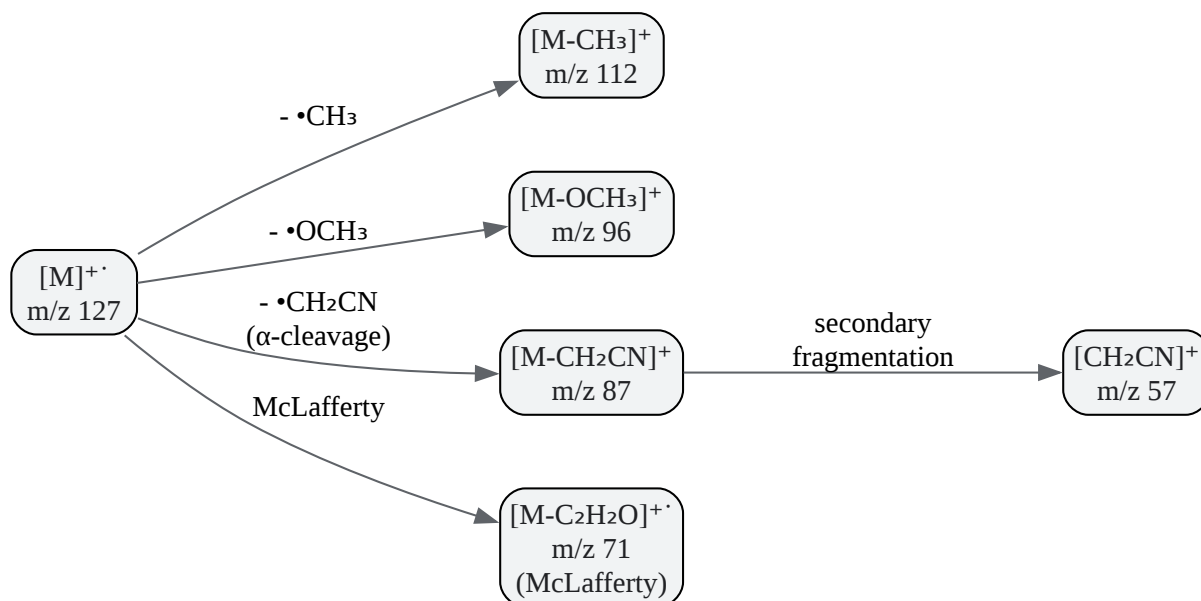 [M-CH₃]⁺
m/z 112
- •CH₃
[M-OCH₃]⁺
m/z 96
- •OCH₃
[M]⁺˙
m/z 127
- •CH₂CN
(α-cleavage)
[M-CH₂CN]⁺
m/z 87
secondary
fragmentation
[CH₂CN]⁺
m/z 57
McLafferty
[M-C₂H₂O]⁺˙
m/z 71
(McLafferty)